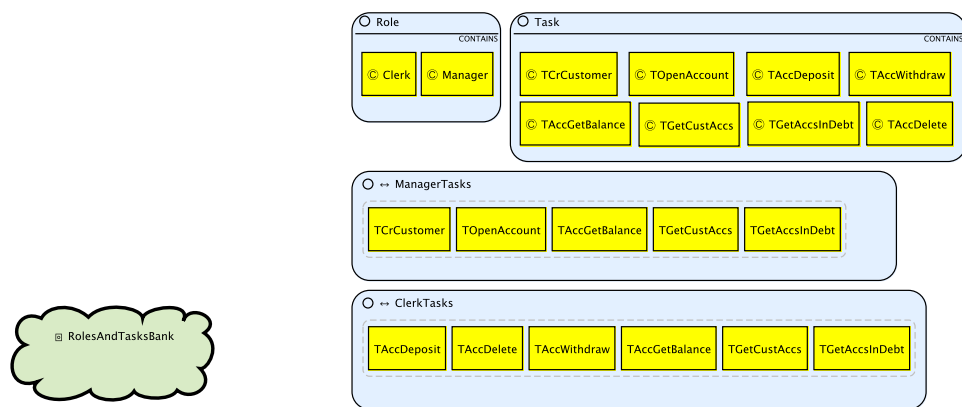 Role
CONTAINS
© Clerk
© Manager
Task
CONTAINS
© TCrCustomer
© TOpenAccount
© TAccDeposit
© TAccWithdraw
© TAccGetBalance
© TGetCustAccs
© TGetAccsInDebt
© TAccDelete
↔ ManagerTasks
TCrCustomer
TOpenAccount
TAccGetBalance
TGetCustAccs
TGetAccsInDebt
↔ ClerkTasks
TAccDeposit
TAccDelete
TAccWithdraw
TAccGetBalance
TGetCustAccs
TGetAccsInDebt
RolesAndTasksBank